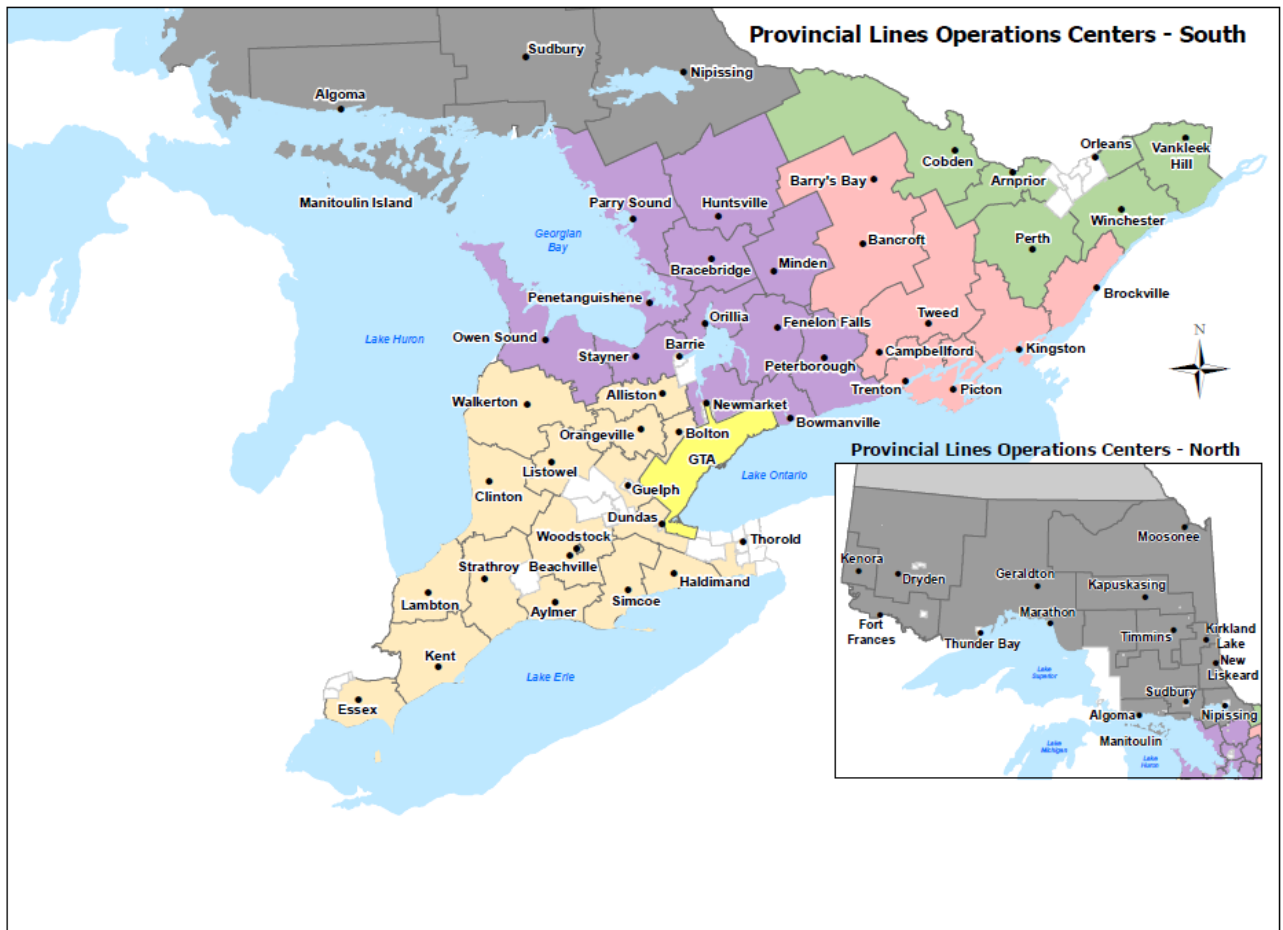 Provincial Lines Operations Centers - South
Sudbury
Nipissing
Algoma
Manitoulin Island
Orleans
Vankleek
Hill
Cobden
Arnprior
Barry's Bay
Parry Sound
Huntsville
Winchester
Georgian
Bay
Bancroft
Perth
Bracebridge
Minden
Penetanguishene
Brockville
Orillia
Fenelon Falls
Tweed
Lake Huron
Owen Sound
N
Barrie
Stayner
Campbellford
Kingston
Peterborough
Trenton
Picton
Alliston
Walkerton
Newmarket
Bowmanville
Orangeville
Bolton
GTA
Listowel
Lake Ontario
Clinton
Guelph
Dundas
Woodstock
Thorold
Beachville
Strathroy
Haldimand
Lambton
Simcoe
Aylmer
Kent
Lake Erie
Essex
Provincial Lines Operations Centers - North
Moosonee
Kenora
Dryden
Geraldton
Kapuskasing
Marathon
Fort
Frances
Timmins
Kirkland
Lake
Thunder Bay
New
Liskeard
Lake
Superior
Sudbury
Algoma
Nipissing
Manitoulin
Lake
Michigan
Lake
Huron